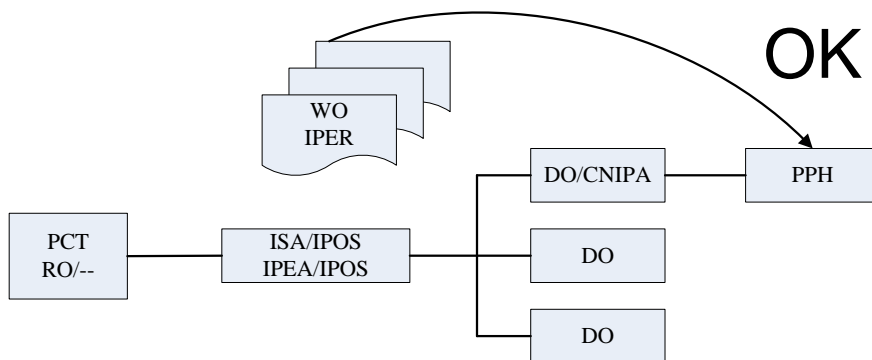 OK
WO
IPER
DO/CNIPA
PPH
PCT
RO/--
ISA/IPOS
IPEA/IPOS
DO
DO